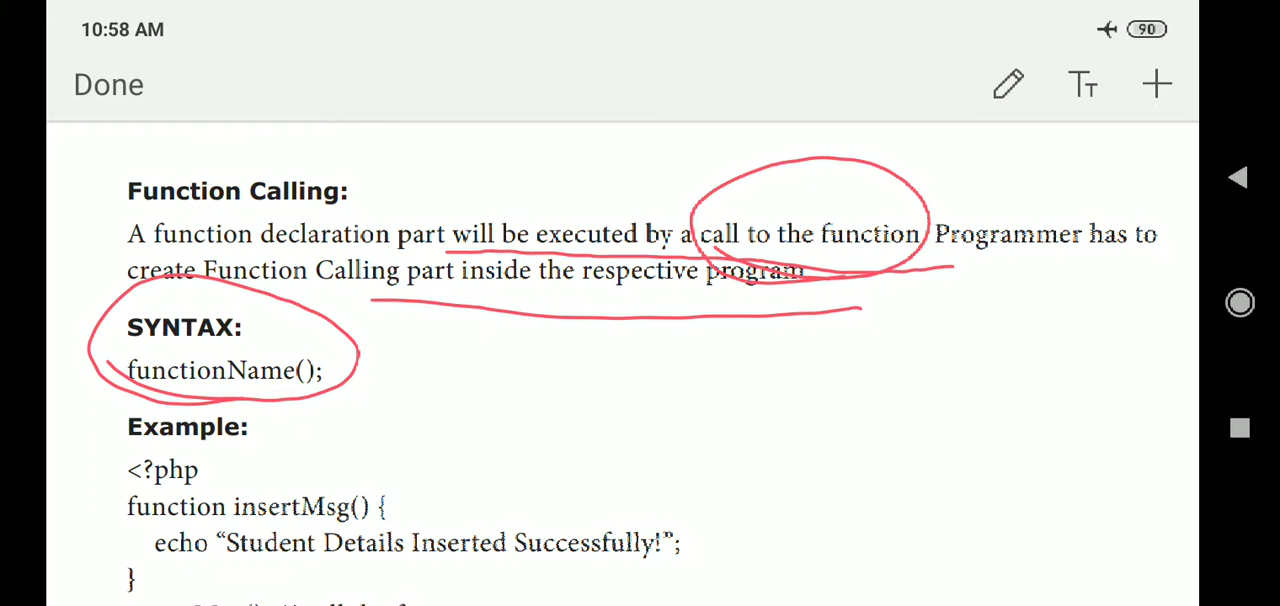 10:58 AM
90
Done
TT
Function Calling:
A function declaration part will be executed by a call to the function. Programmer has to
create Function Calling part inside the respective program.
SYNTAX:
functionName();
Example:
<?php
function insertMsg() {
echo “Student Details Inserted Successfully!”;
}